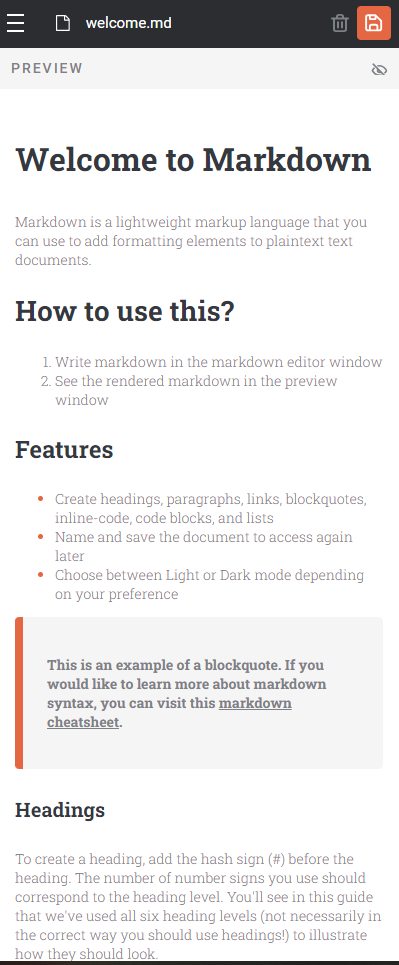 welcome.md
PREVIEW
Welcome to Markdown
Markdown is a lightweight markup language that you
can use to add formatting elements to plaintext text
documents.
How to use this?
1. Write markdown in the markdown editor window
2. See the rendered markdown in the preview
window
Features
• Create headings, paragraphs, links, blockquotes,
inline-code, code blocks, and lists
• Name and save the document to access again
later
• Choose between Light or Dark mode depending
on your preference
This is an example of a blockquote. If you
would like to learn more about markdown
syntax, you can visit this markdown
cheatsheet.
Headings
To create a heading, add the hash sign (#) before the
heading. The number of number signs you use should
correspond to the heading level. You'll see in this guide
that we've used all six heading levels (not necessarily in
the correct way you should use headings!) to illustrate
how they should look.